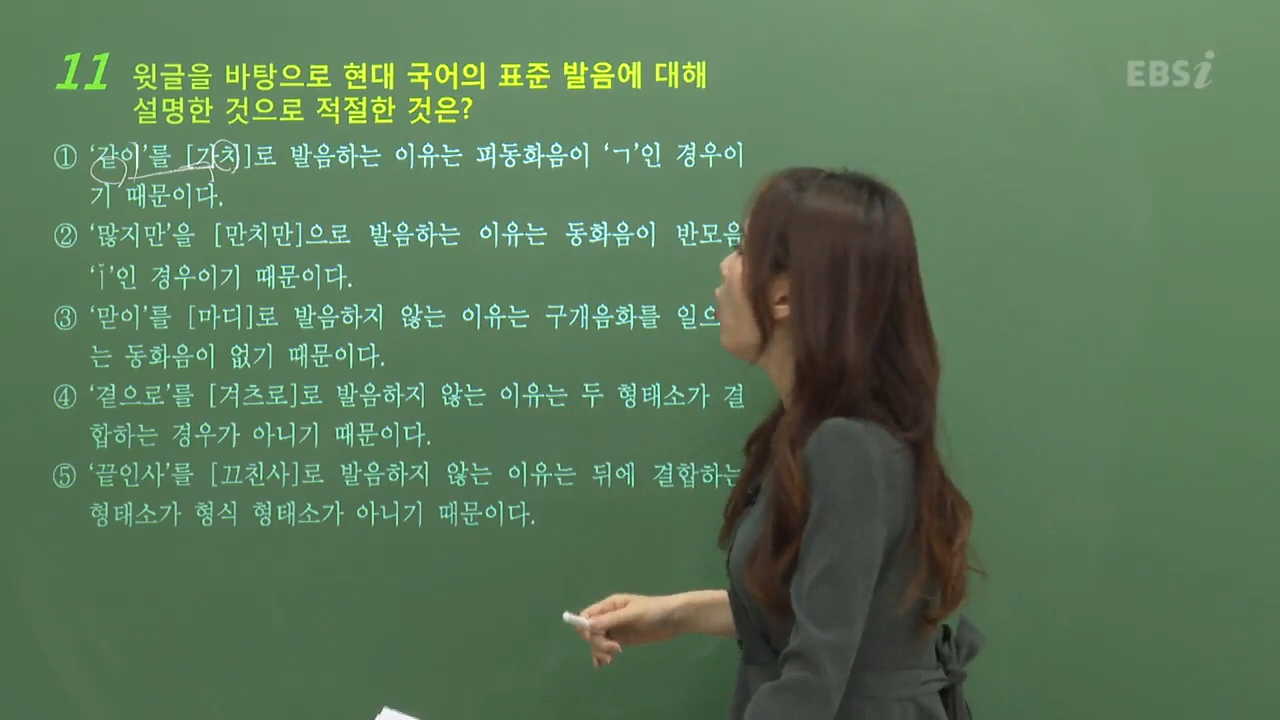 11 윗글을 바탕으로 현대 국어의 표준 발음에 대해
EBSi
설명한 것으로 적절한 것은?
① ‘같이’를 [가치]로 발음하는 이유는 피동화음이 ‘ㄱ’인 경우이
기 때문이다.
② ‘많지만’을 [만치만]으로 발음하는 이유는 동화음이 반모음
‘ㅣ̆’인 경우이기 때문이다.
③ ‘맏이’를 [마디]로 발음하지 않는 이유는 구개음화를 일으
는 동화음이 없기 때문이다.
④ ‘곁으로’를 [겨츠로]로 발음하지 않는 이유는 두 형태소가 결
합하는 경우가 아니기 때문이다.
⑤ ‘끝인사’를 [끄친사]로 발음하지 않는 이유는 뒤에 결합하는
형태소가 형식 형태소가 아니기 때문이다.